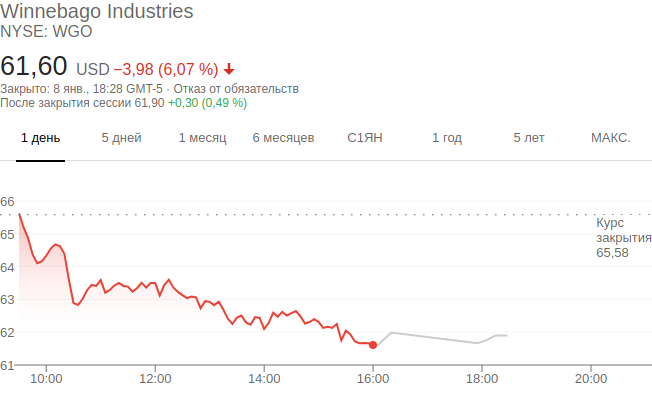 Winnebago Industries
NYSE: WGO
61,60 USD −3,98 (6,07 %)
Закрыто: 8 янв., 18:28 GMT-5 · Отказ от обязательств
После закрытия сессии 61,90 +0,30 (0,49 %)
1 день 5 дней 1 месяц 6 месяцев С1ЯН 1 год 5 лет МАКС.
66
Курс
65
закрытия
65,58
64
63
62
61
10:00 12:00 14:00 16:00 18:00 20:00